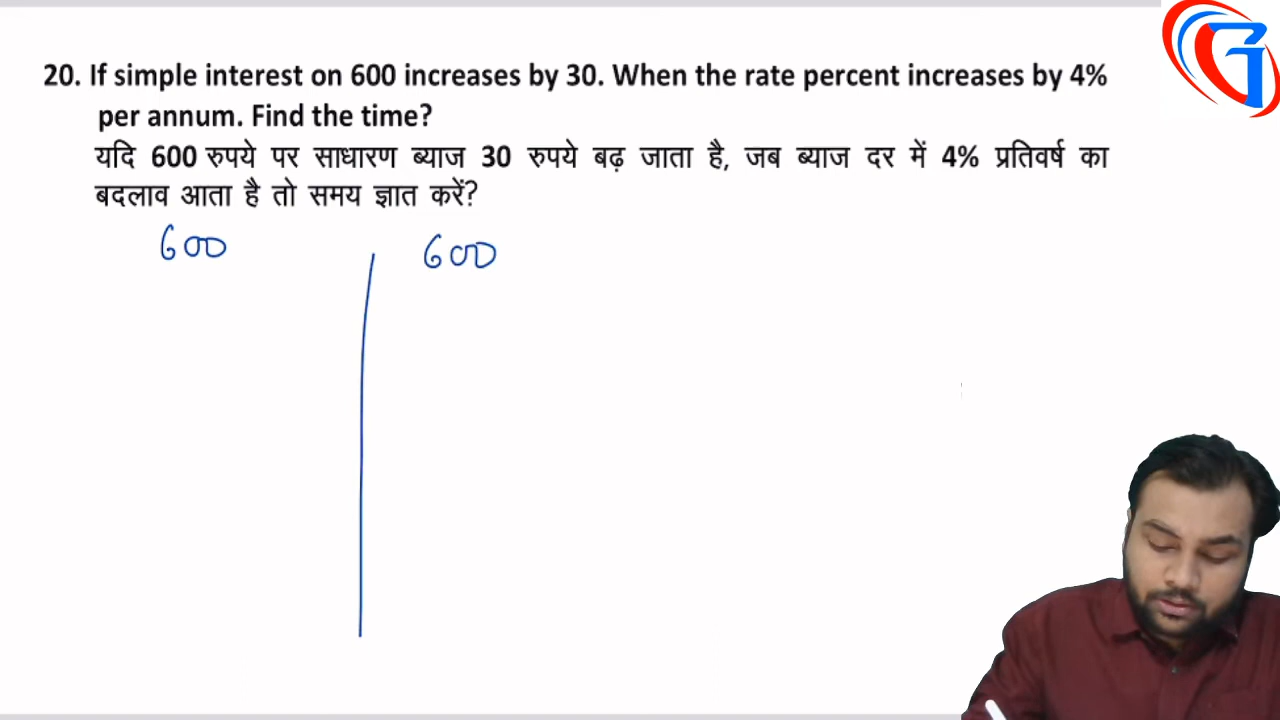 20. If simple interest on 600 increases by 30. When the rate percent increases by 4%
per annum. Find the time?
यदि 600 रुपये पर साधारण ब्याज 30 रुपये बढ़ जाता है, जब ब्याज दर में 4% प्रतिवर्ष का
बदलाव आता है तो समय ज्ञात करें?
600 600